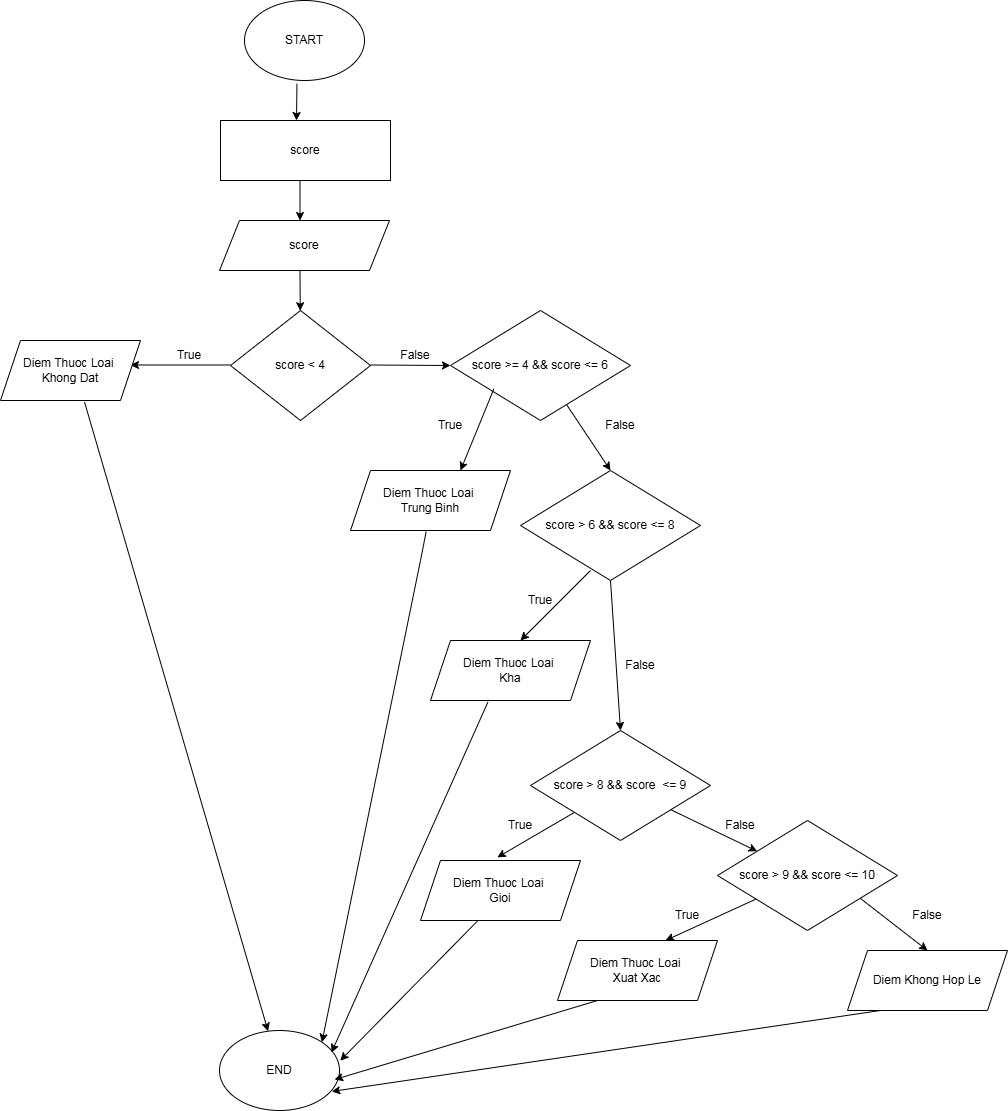 START
score
score
score < 4
True
False
Diem Thuoc Loai
Khong Dat
score >= 4 && score <= 6
True
False
Diem Thuoc Loai
Trung Binh
score > 6 && score <= 8
True
False
Diem Thuoc Loai
Kha
score > 8 && score <= 9
True
False
Diem Thuoc Loai
Gioi
score > 9 && score <= 10
True
False
Diem Thuoc Loai
Xuat Xac
Diem Khong Hop Le
END